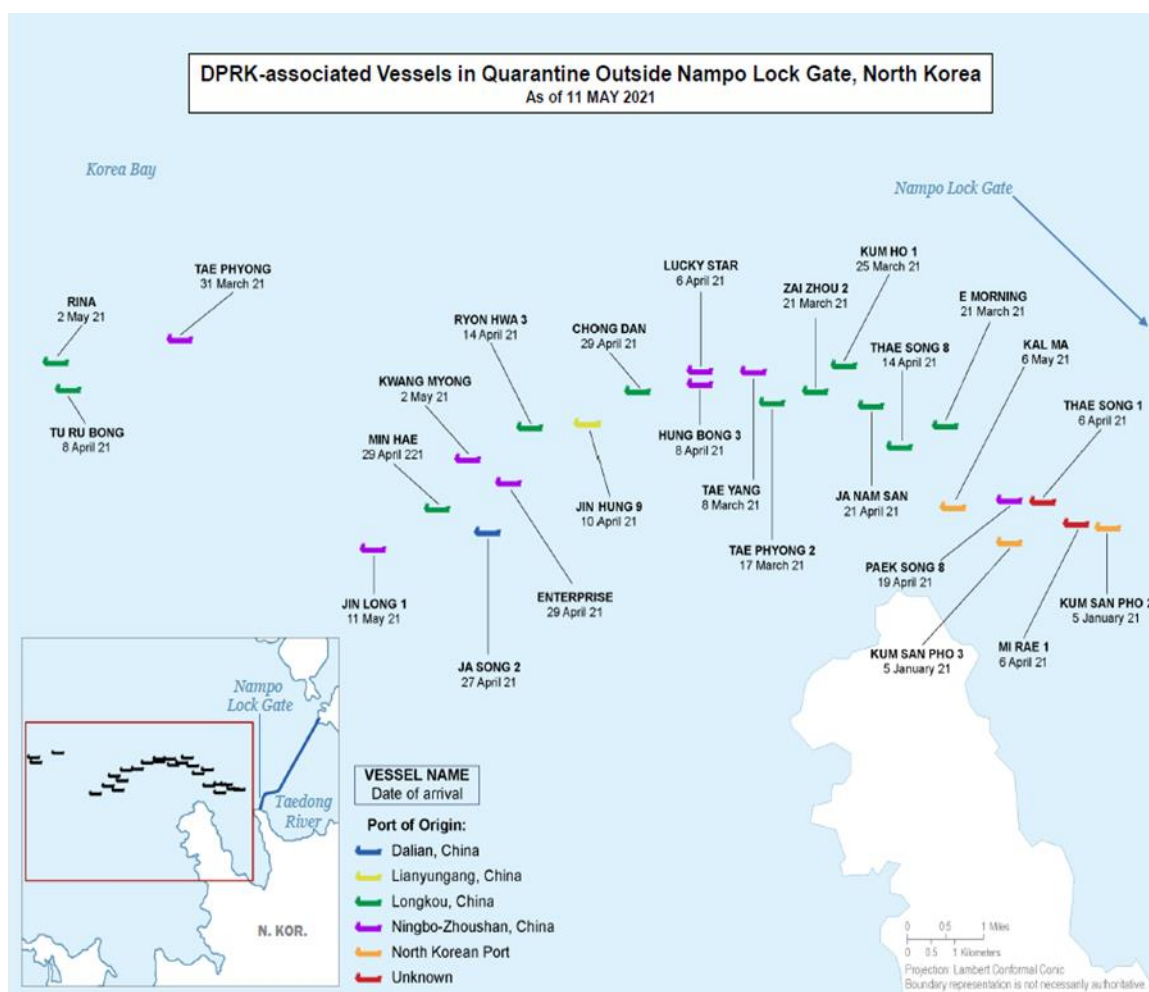 DPRK-associated Vessels in Quarantine Outside Nampo Lock Gate, North Korea
As of 11 MAY 2021
Korea Bay
Nampo Lock Gate
TAE PHYONG
31 March 21
RINA
2 May 21
TU RU BONG
8 April 21
RYON HWA 3
14 April 21
KWANG MYONG
2 May 21
MIN HAE
29 April 221
JIN LONG 1
11 May 21
JA SONG 2
27 April 21
ENTERPRISE
29 April 21
JIN HUNG 9
10 April 21
CHONG DAN
29 April 21
LUCKY STAR
6 April 21
HUNG BONG 3
8 April 21
TAE YANG
8 March 21
TAE PHYONG 2
17 March 21
ZAI ZHOU 2
21 March 21
KUM HO 1
25 March 21
THAE SONG 8
14 April 21
JA NAM SAN
21 April 21
E MORNING
21 March 21
KAL MA
6 May 21
THAE SONG 1
6 April 21
PAEK SONG 8
19 April 21
KUM SAN PHO 3
5 January 21
MI RAE 1
6 April 21
KUM SAN PHO 2
5 January 21
Nampo
Lock Gate
Taedong
River
N. KOR.
VESSEL NAME
Date of arrival
Port of Origin:
Dalian, China
Lianyungang, China
Longkou, China
Ningbo-Zhoushan, China
North Korean Port
Unknown
0 0.5 1 Miles
0 0.5 1 Kilometers
Projection: Lambert Conformal Conic
Boundary representation is not necessarily authoritative.